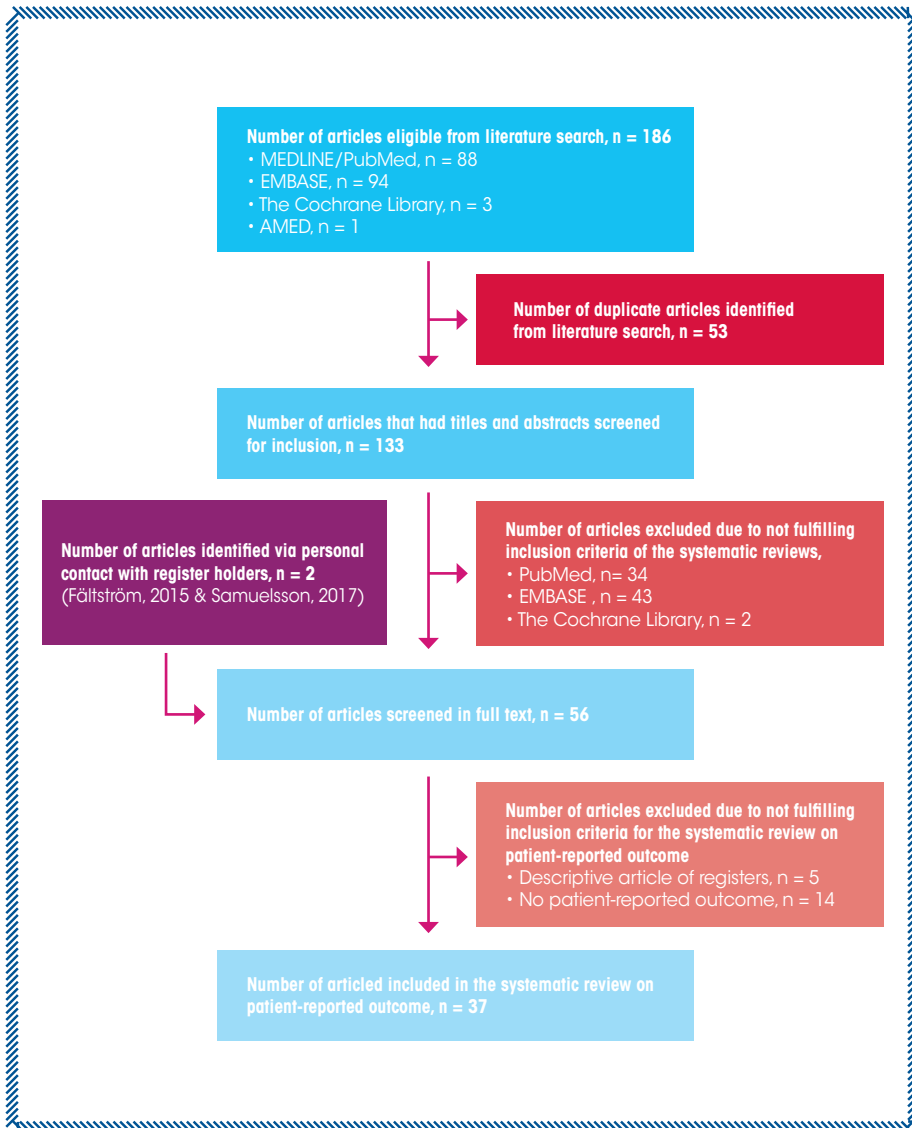 Number of articles eligible from literature search, n = 186
• MEDLINE/PubMed, n = 88
• EMBASE, n = 94
• The Cochrane Library, n = 3
• AMED, n = 1
Number of duplicate articles identified
from literature search, n = 53
Number of articles that had titles and abstracts screened
for inclusion, n = 133
Number of articles identified via personal
contact with register holders, n = 2
(Fältström, 2015 & Samuelsson, 2017)
Number of articles excluded due to not fulfilling
inclusion criteria of the systematic reviews,
• PubMed, n= 34
• EMBASE , n = 43
• The Cochrane Library, n = 2
Number of articles screened in full text, n = 56
Number of articles excluded due to not fulfilling
inclusion criteria for the systematic review on
patient-reported outcome
• Descriptive article of registers, n = 5
• No patient-reported outcome, n = 14
Number of articled included in the systematic review on
patient-reported outcome, n = 37